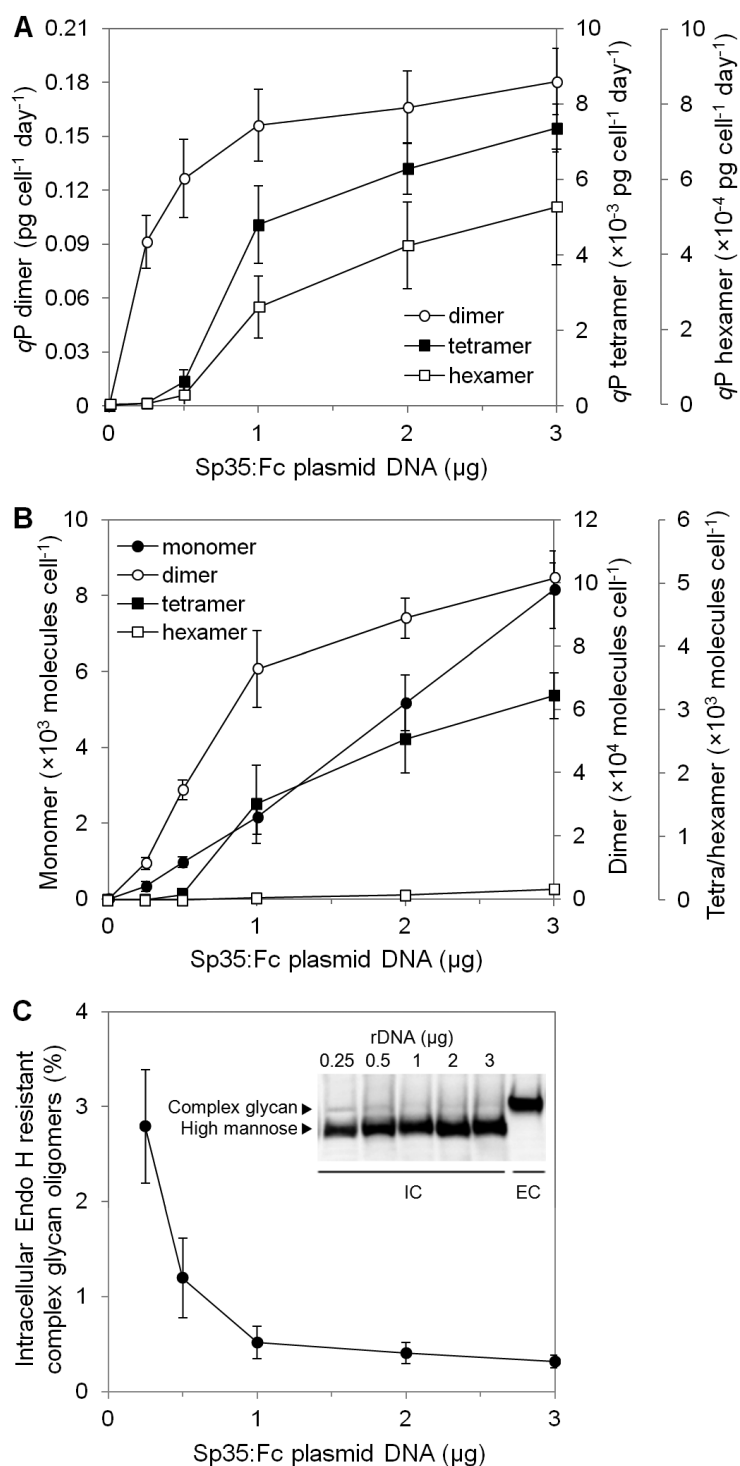 A
qP dimer (pg cell-1 day-1)
0.21
0.18
0.15
0.12
0.09
0.06
0.03
0
10
8
6
4
2
0
qP tetramer (×10-3 pg cell-1 day-1)
10
8
6
4
2
0
qP hexamer (×10-4 pg cell-1 day-1)
dimer
tetramer
hexamer
0 1 2 3
Sp35:Fc plasmid DNA (µg)
B
Monomer (×10³ molecules cell-1)
10
8
6
4
2
0
monomer
dimer
tetramer
hexamer
12
10
8
6
4
2
0
Dimer (×10⁴ molecules cell-1)
6
5
4
3
2
1
0
Tetra/hexamer (×10³ molecules cell-1)
0 1 2 3
Sp35:Fc plasmid DNA (µg)
C
Intracellular Endo H resistant
complex glycan oligomers (%)
4
3
2
1
0
rDNA (µg)
0.25 0.5 1 2 3
Complex glycan
High mannose
IC EC
0 1 2 3
Sp35:Fc plasmid DNA (µg)